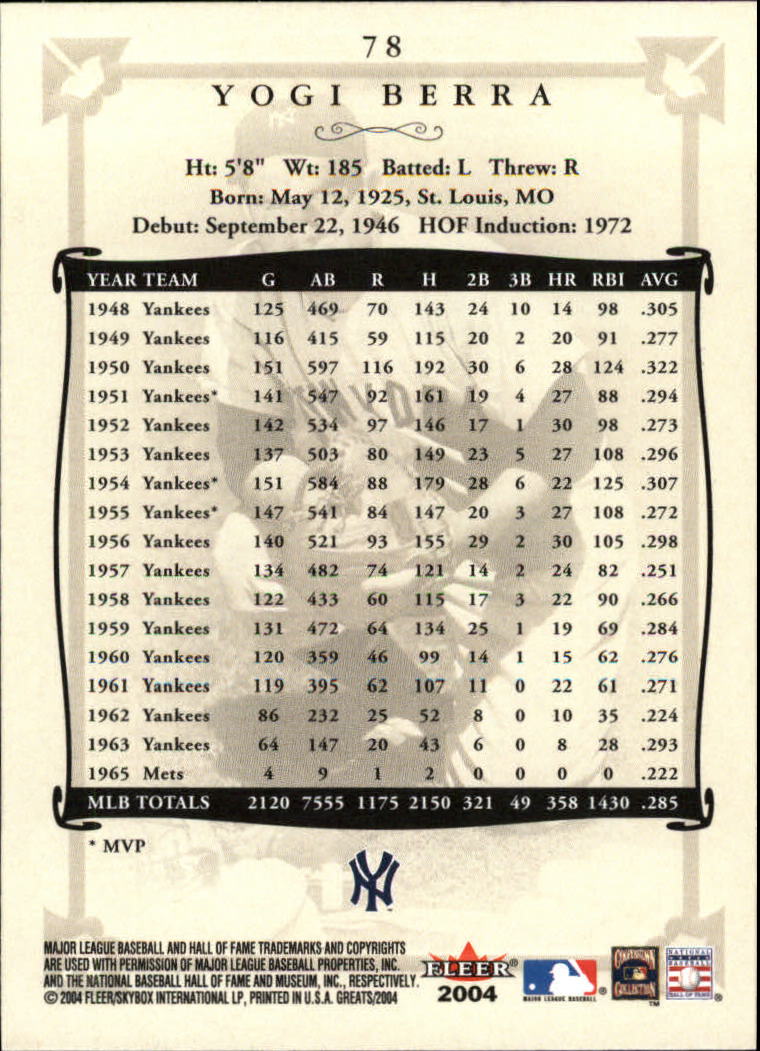 78
YOGI BERRA
Ht: 5'8" Wt: 185 Batted: L Threw: R
Born: May 12, 1925, St. Louis, MO
Debut: September 22, 1946 HOF Induction: 1972
YEAR TEAM G AB R H 2B 3B HR RBI AVG
1948 Yankees 125 469 70 143 24 10 14 98 .305
1949 Yankees 116 415 59 115 20 2 20 91 .277
1950 Yankees 151 597 116 192 30 6 28 124 .322
1951 Yankees* 141 547 92 161 19 4 27 88 .294
1952 Yankees 142 534 97 146 17 1 30 98 .273
1953 Yankees 137 503 80 149 23 5 27 108 .296
1954 Yankees* 151 584 88 179 28 6 22 125 .307
1955 Yankees* 147 541 84 147 20 3 27 108 .272
1956 Yankees 140 521 93 155 29 2 30 105 .298
1957 Yankees 134 482 74 121 14 2 24 82 .251
1958 Yankees 122 433 60 115 17 3 22 90 .266
1959 Yankees 131 472 64 134 25 1 19 69 .284
1960 Yankees 120 359 46 99 14 1 15 62 .276
1961 Yankees 119 395 62 107 11 0 22 61 .271
1962 Yankees 86 232 25 52 8 0 10 35 .224
1963 Yankees 64 147 20 43 6 0 8 28 .293
1965 Mets 4 9 1 2 0 0 0 0 .222
MLB TOTALS 2120 7555 1175 2150 321 49 358 1430 .285
* MVP
NY
MAJOR LEAGUE BASEBALL AND HALL OF FAME TRADEMARKS AND COPYRIGHTS
ARE USED WITH PERMISSION OF MAJOR LEAGUE BASEBALL PROPERTIES, INC.
AND THE NATIONAL BASEBALL HALL OF FAME AND MUSEUM, INC., RESPECTIVELY.
© 2004 FLEER/SKYBOX INTERNATIONAL LP, PRINTED IN U.S.A. GREATS/2004
FLEER®
2004
MAJOR LEAGUE BASEBALL ®
COOPERSTOWN
COLLECTION
TM
NATIONAL
BASEBALL
HALL OF FAME
®